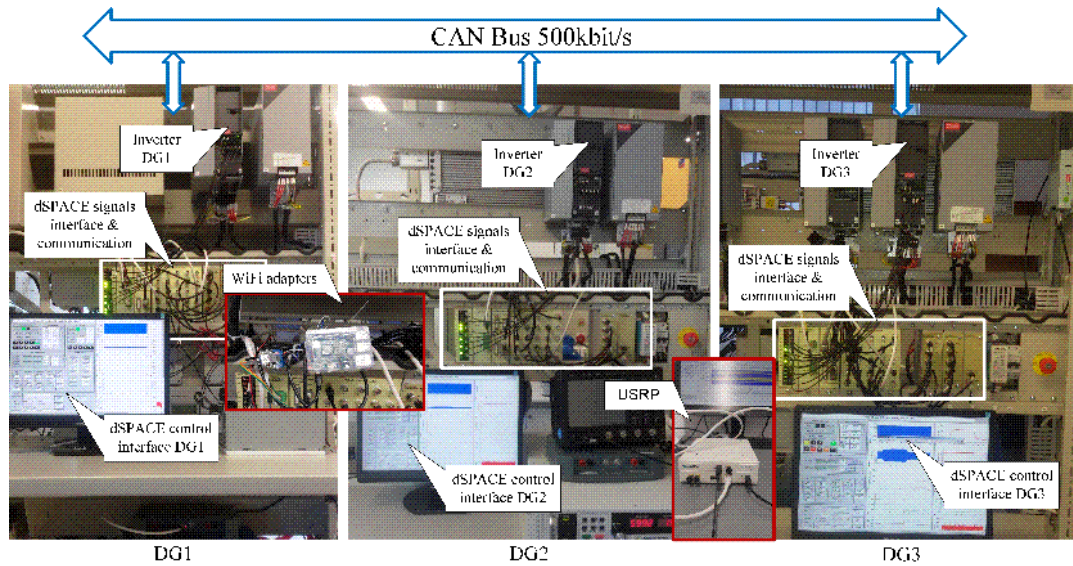 CAN Bus 500kbit/s
Inverter
DG1
Inverter
DG2
Inverter
DG3
dSPACE signals
interface &
communication
dSPACE signals
interface &
communication
dSPACE signals
interface &
communication
WiFi adapters
USRP
dSPACE control
interface DG1
dSPACE control
interface DG2
dSPACE control
interface DG3
DG1
DG2
DG3